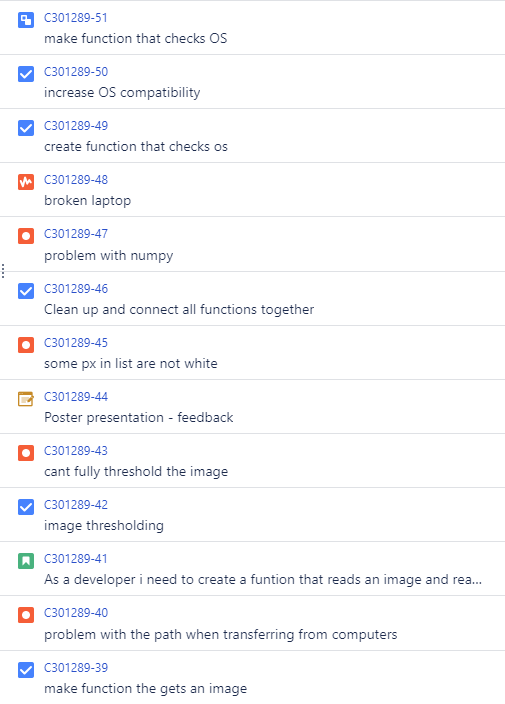 C301289-51
make function that checks OS
C301289-50
increase OS compatibility
C301289-49
create function that checks os
C301289-48
broken laptop
C301289-47
problem with numpy
C301289-46
Clean up and connect all functions together
C301289-45
some px in list are not white
C301289-44
Poster presentation - feedback
C301289-43
cant fully threshold the image
C301289-42
image thresholding
C301289-41
As a developer i need to create a funtion that reads an image and rea...
C301289-40
problem with the path when transferring from computers
C301289-39
make function the gets an image